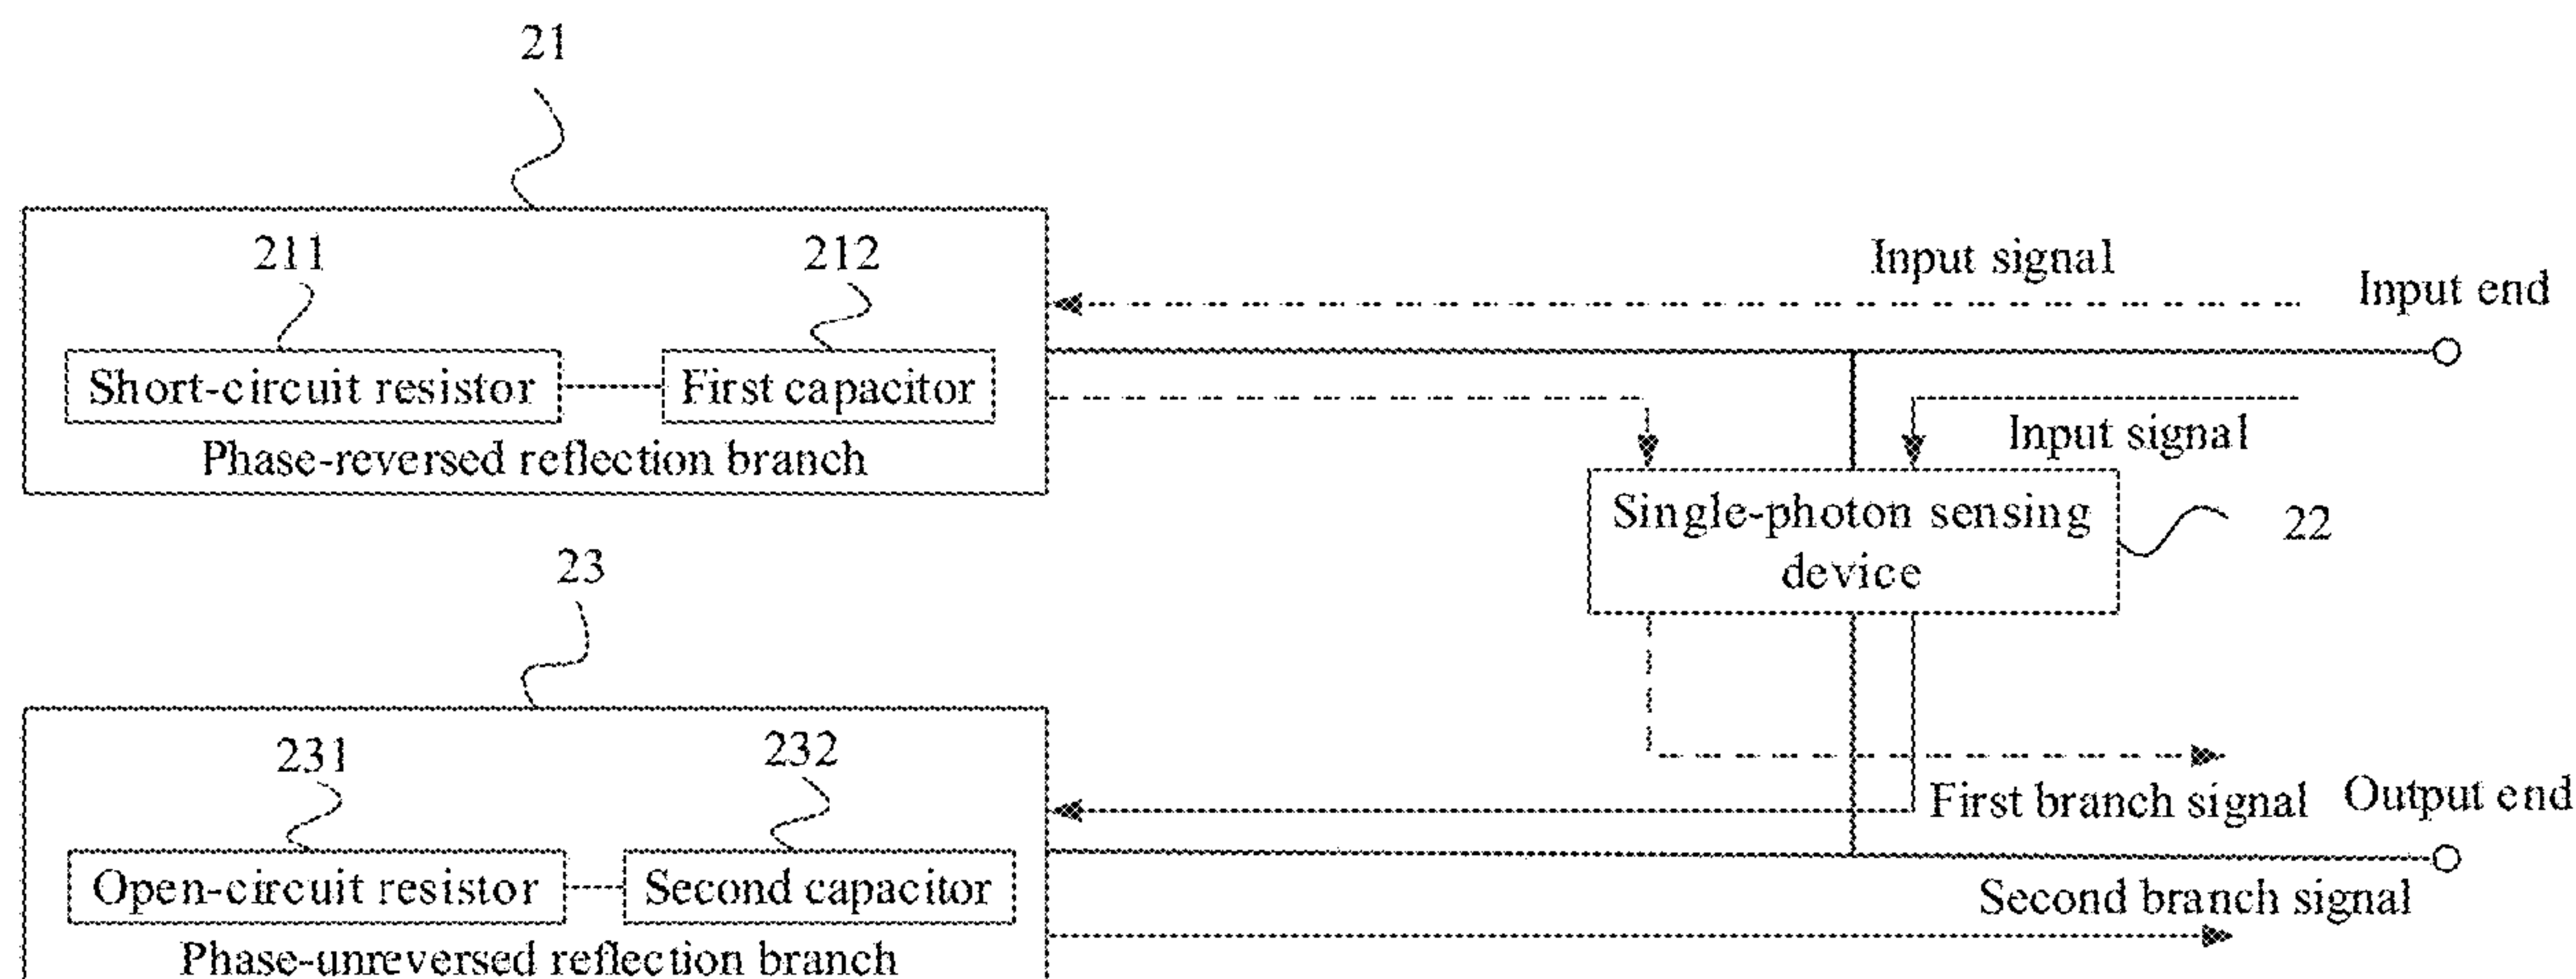 21
211
212
Input signal
Input end
Short-circuit resistor
First capacitor
Phase-reversed reflection branch
Input signal
Single-photon sensing
device
22
23
231
232
First branch signal
Output end
Open-circuit resistor
Second capacitor
Second branch signal
Phase-unreversed reflection branch